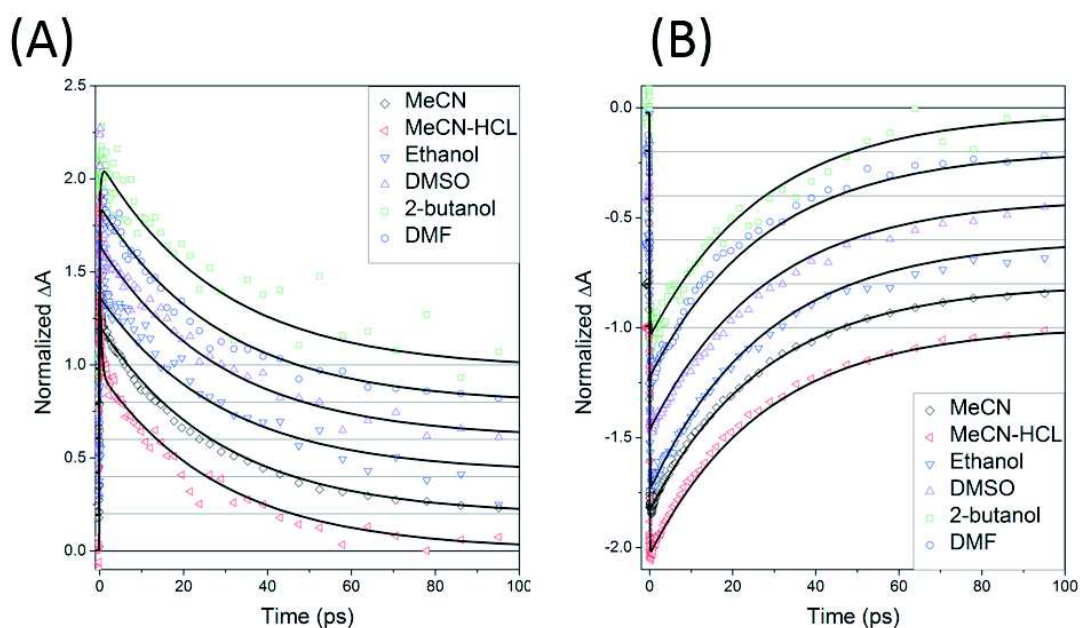 (A)
(B)
Normalized ΔA
2.5
2.0
1.5
1.0
0.5
0.0
MeCN
MeCN-HCL
Ethanol
DMSO
2-butanol
DMF
0
20
40
60
80
100
Time (ps)
Normalized ΔA
0.0
-0.5
-1.0
-1.5
-2.0
MeCN
MeCN-HCL
Ethanol
DMSO
2-butanol
DMF
0
20
40
60
80
100
Time (ps)